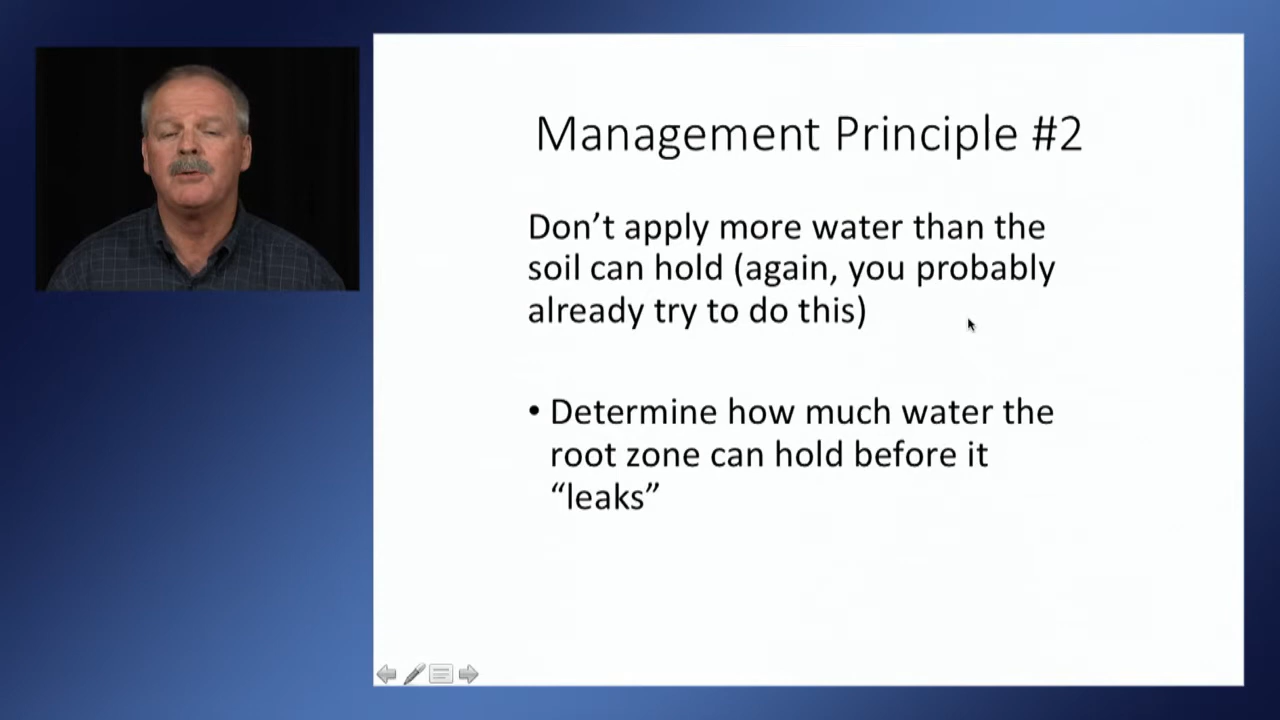 Management Principle #2
Don’t apply more water than the
soil can hold (again, you probably
already try to do this)
• Determine how much water the
root zone can hold before it
“leaks”